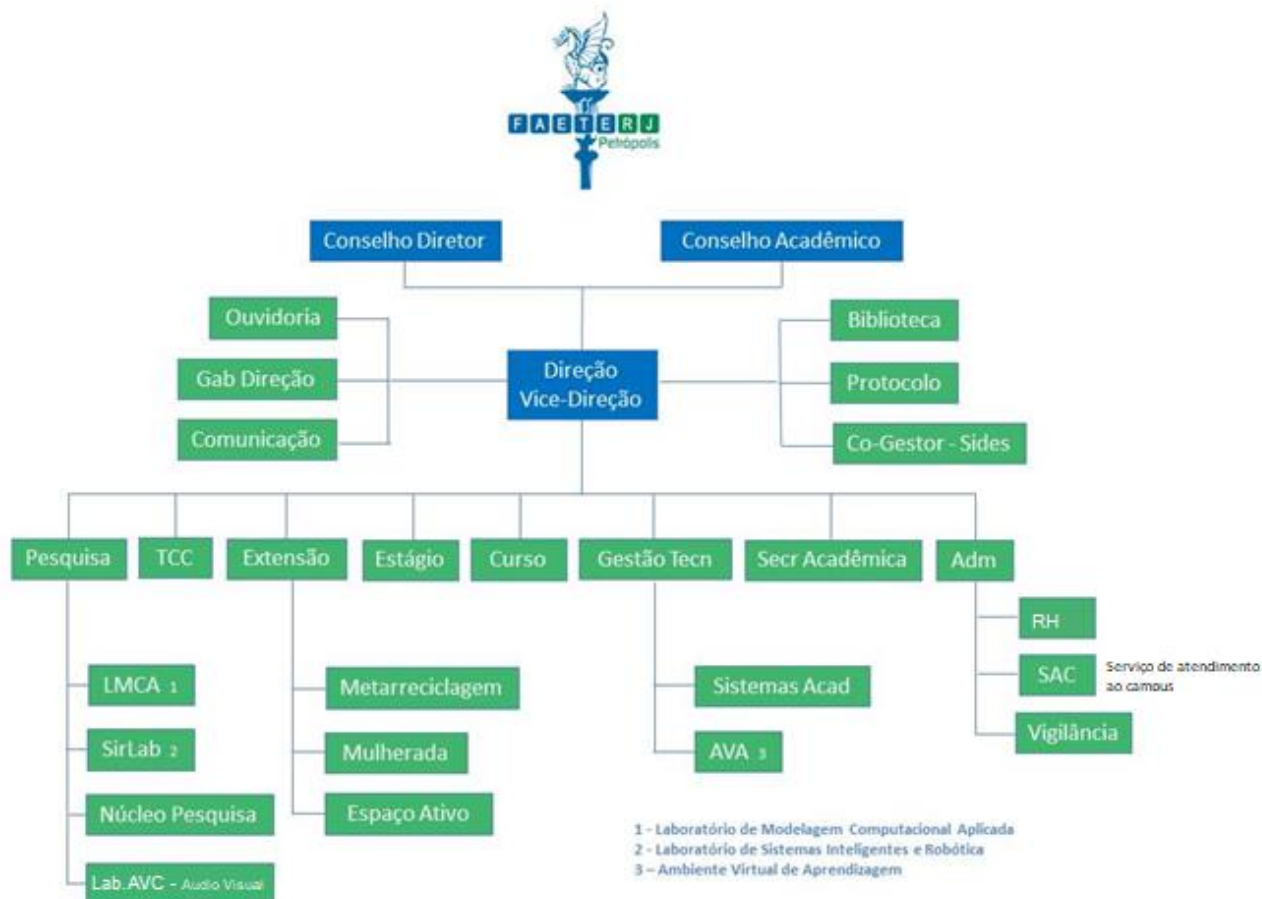 FAETERJ
Petrópolis
Conselho Diretor
Conselho Acadêmico
Ouvidoria
Biblioteca
Gab Direção
Direção
Vice-Direção
Protocolo
Comunicação
Co-Gestor - Sides
Pesquisa
TCC
Extensão
Estágio
Curso
Gestão Tecn
Secr Acadêmica
Adm
RH
LMCA 1
Metarreciclagem
Sistemas Acad
SAC
Serviço de atendimento
ao campus
SirLab 2
Mulherada
AVA 3
Vigilância
Núcleo Pesquisa
Espaço Ativo
Lab.AVC - Audio Visual
1 - Laboratório de Modelagem Computacional Aplicada
2 - Laboratório de Sistemas Inteligentes e Robótica
3 – Ambiente Virtual de Aprendizagem